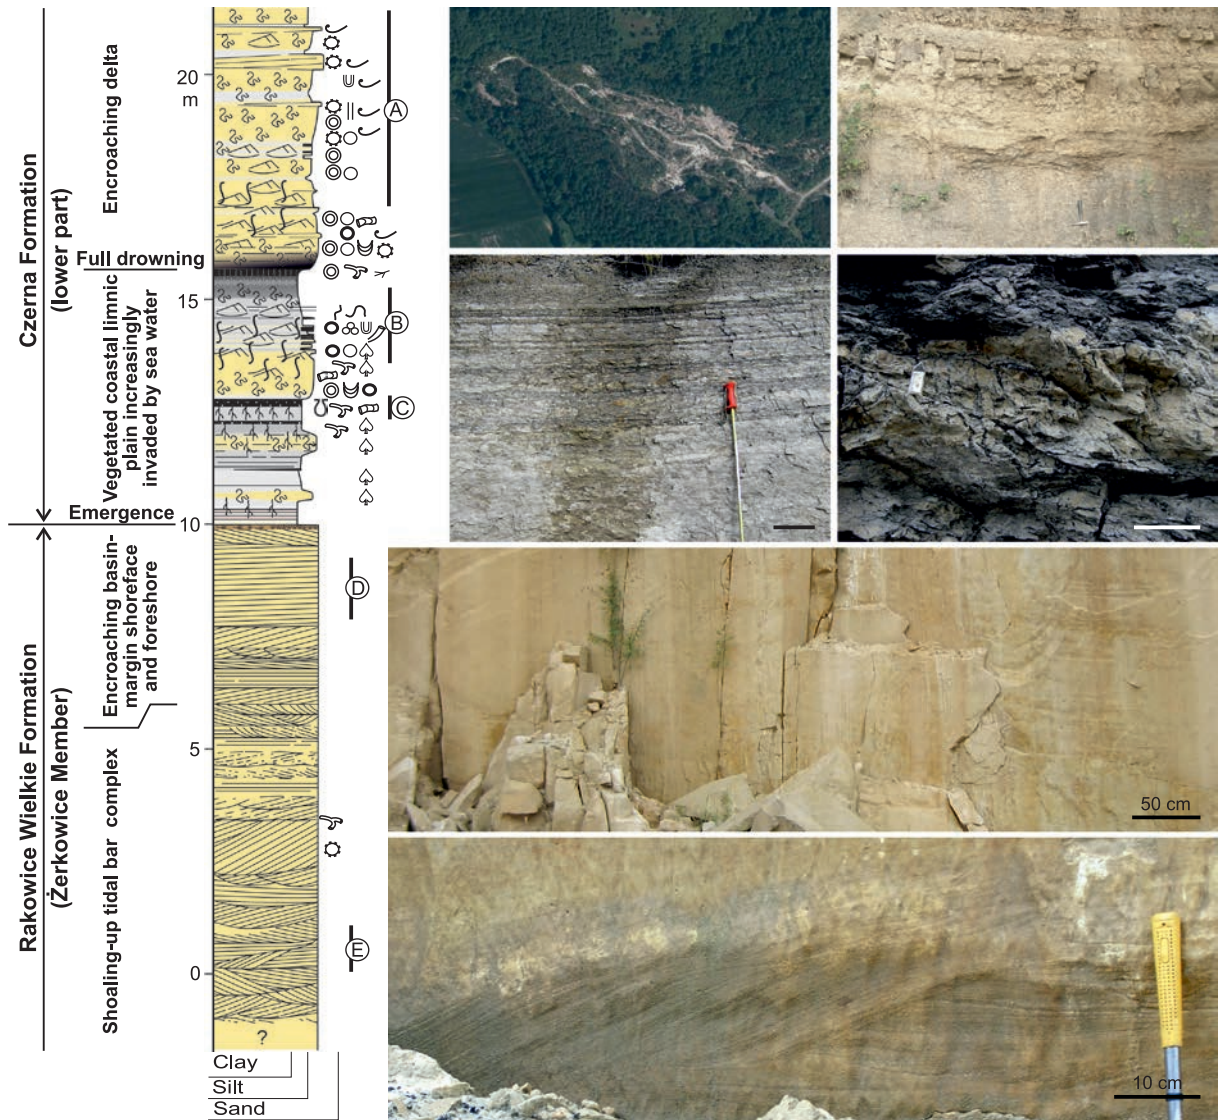 Czerna Formation
(lower part)
Encroaching delta
Full drowning
Vegetated coastal limnic
plain increasingly
invaded by sea water
Emergence
Rakowice Wielkie Formation
(Żerkowice Member)
Encroaching basin-
margin shoreface
and foreshore
Shoaling-up tidal bar complex
20
m
15
10
5
0
?
Clay
Silt
Sand
A
B
C
D
E
50 cm
10 cm